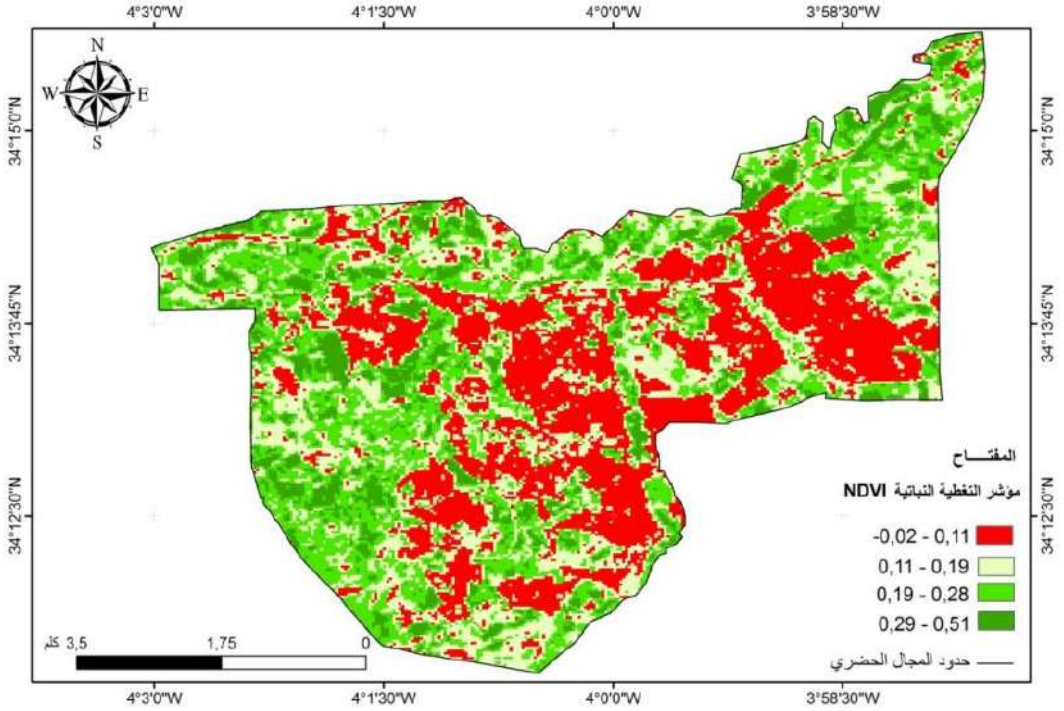 4°3'0"W 4°1'30"W 4°0'0"W 3°58'30"W
N
W E
S
34°15'0"N 34°15'0"N
34°13'45"N 34°13'45"N
34°12'30"N 34°12'30"N
المفتـــــاح
مؤشر التغطية النباتية NDVI
-0,02 - 0,11
0,11 - 0,19
0,19 - 0,28
0,29 - 0,51
حدود المجال الحضري
كلم 3,5 1,75 0
4°3'0"W 4°1'30"W 4°0'0"W 3°58'30"W